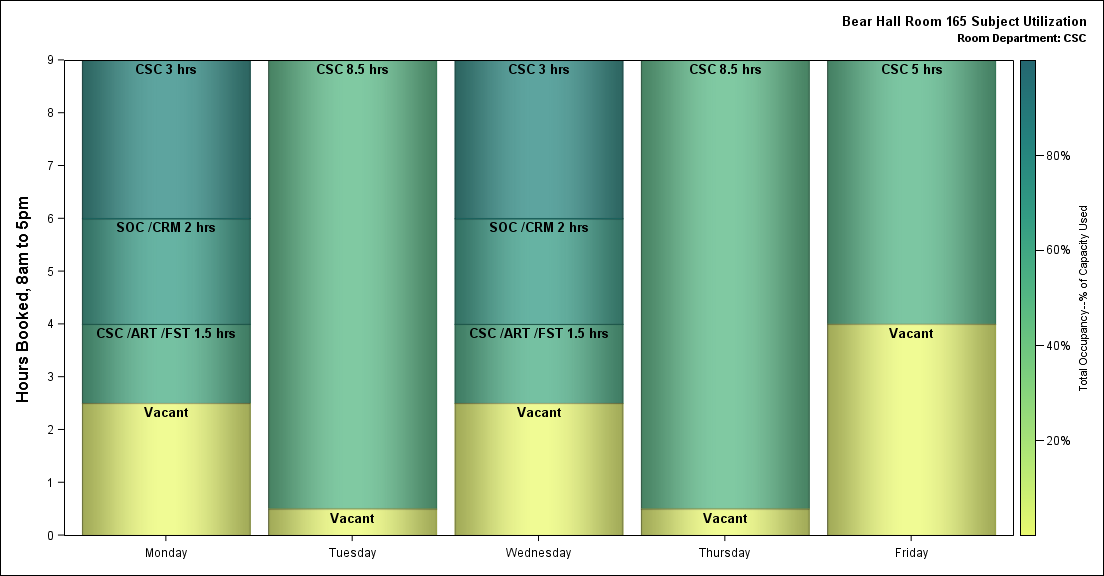 Bear Hall Room 165 Subject Utilization
Room Department: CSC
Hours Booked, 8am to 5pm
9
8
7
6
5
4
3
2
1
0
CSC 3 hrs
SOC /CRM 2 hrs
CSC /ART /FST 1.5 hrs
Vacant
CSC 8.5 hrs
Vacant
CSC 3 hrs
SOC /CRM 2 hrs
CSC /ART /FST 1.5 hrs
Vacant
CSC 8.5 hrs
Vacant
CSC 5 hrs
Vacant
Monday
Tuesday
Wednesday
Thursday
Friday
80%
60%
40%
20%
Total Occupancy--% of Capacity Used